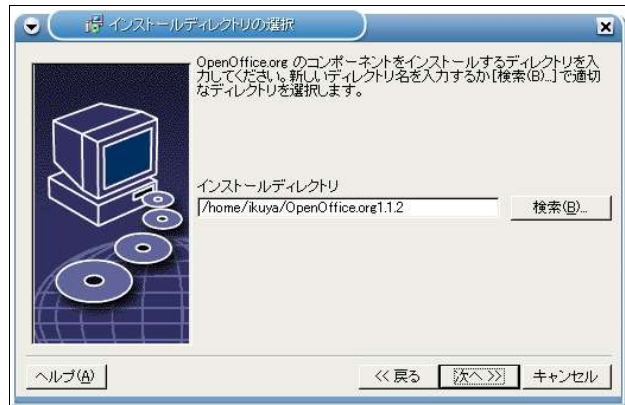 インストールディレクトリの選択
OpenOffice.org のコンポーネントをインストールするディレクトリを入
力してください。新しいディレクトリ名を入力するか[検索(B)...]で適切
なディレクトリを選択します。
インストールディレクトリ
/home/ikuya/OpenOffice.org1.1.2
検索(B)...
ヘルプ(A)
<< 戻る
次へ >>
キャンセル